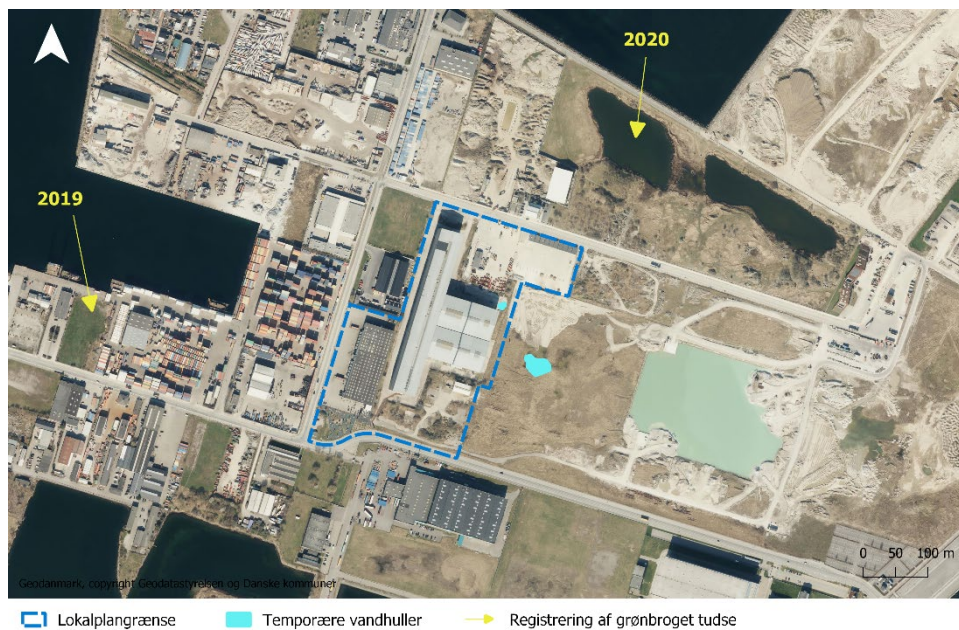 2020
2019
0 50 100 m
Geodanmark, copyright Geodatastyrelsen og Danske kommuner
Lokalplangrænse Temporære vandhuller Registrering af grønbroget tudse